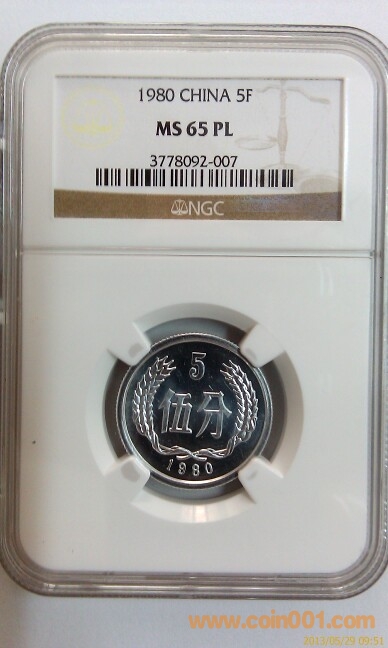 1980 CHINA 5F
MS 65 PL
3778092-007
NGC
5
伍分
1980
www.coin001.com
2013/05/29 09:51